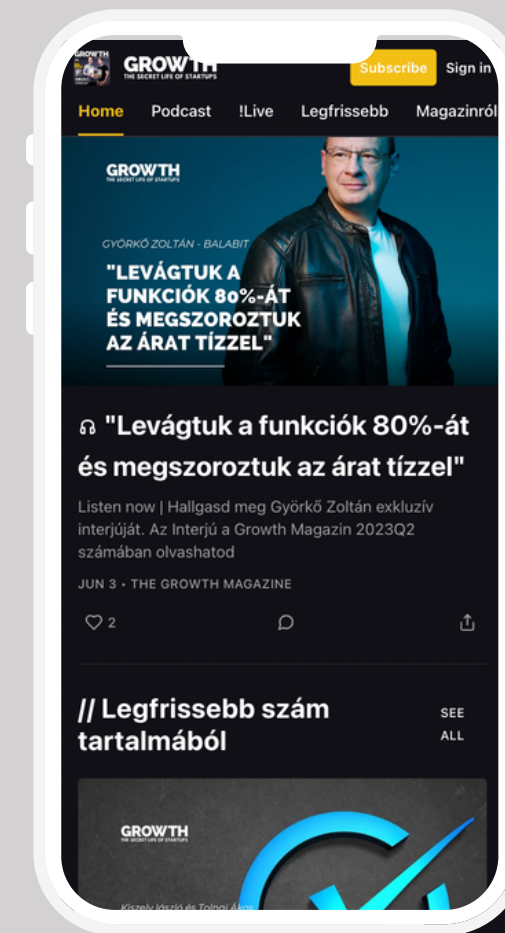 GROWTH
GROWTH
THE SECRET LIFE OF STARTUPS
Subscribe
Sign in
Home
Podcast
!Live
Legfrissebb
Magazinról
GROWTH
THE SECRET LIFE OF STARTUPS
GYÖRKŐ ZOLTÁN - BALABIT
"LEVÁGTUK A
FUNKCIÓK 80%-ÁT
ÉS MEGSZOROZTUK
AZ ÁRAT TÍZZEL"
"Levágtuk a funkciók 80%-át
és megszoroztuk az árat tízzel"
Listen now | Hallgasd meg Györkő Zoltán exkluzív
interjúját. Az Interjú a Growth Magazin 2023Q2
számában olvashatod
JUN 3 • THE GROWTH MAGAZINE
2
// Legfrissebb szám
tartalmából
SEE
ALL
GROWTH
THE SECRET LIFE OF STARTUPS
Kiszely László és Tolnai Ákos